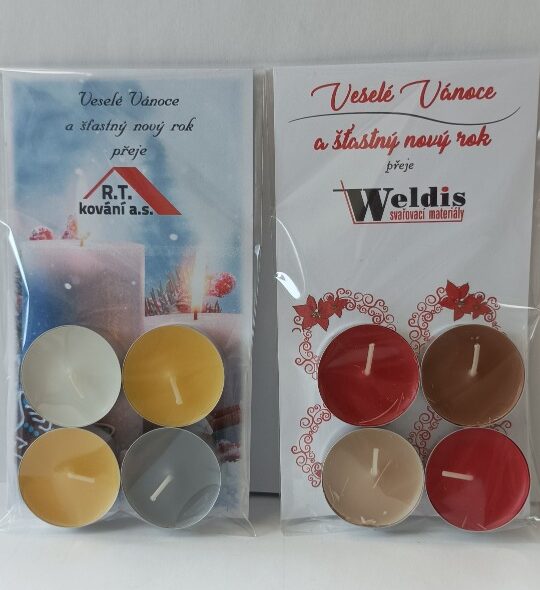 Veselé Vánoce
a šťastný nový rok
přeje
R.T.
kování a.s.
Veselé Vánoce
a šťastný nový rok
přeje
Weldis
svařovací materiály